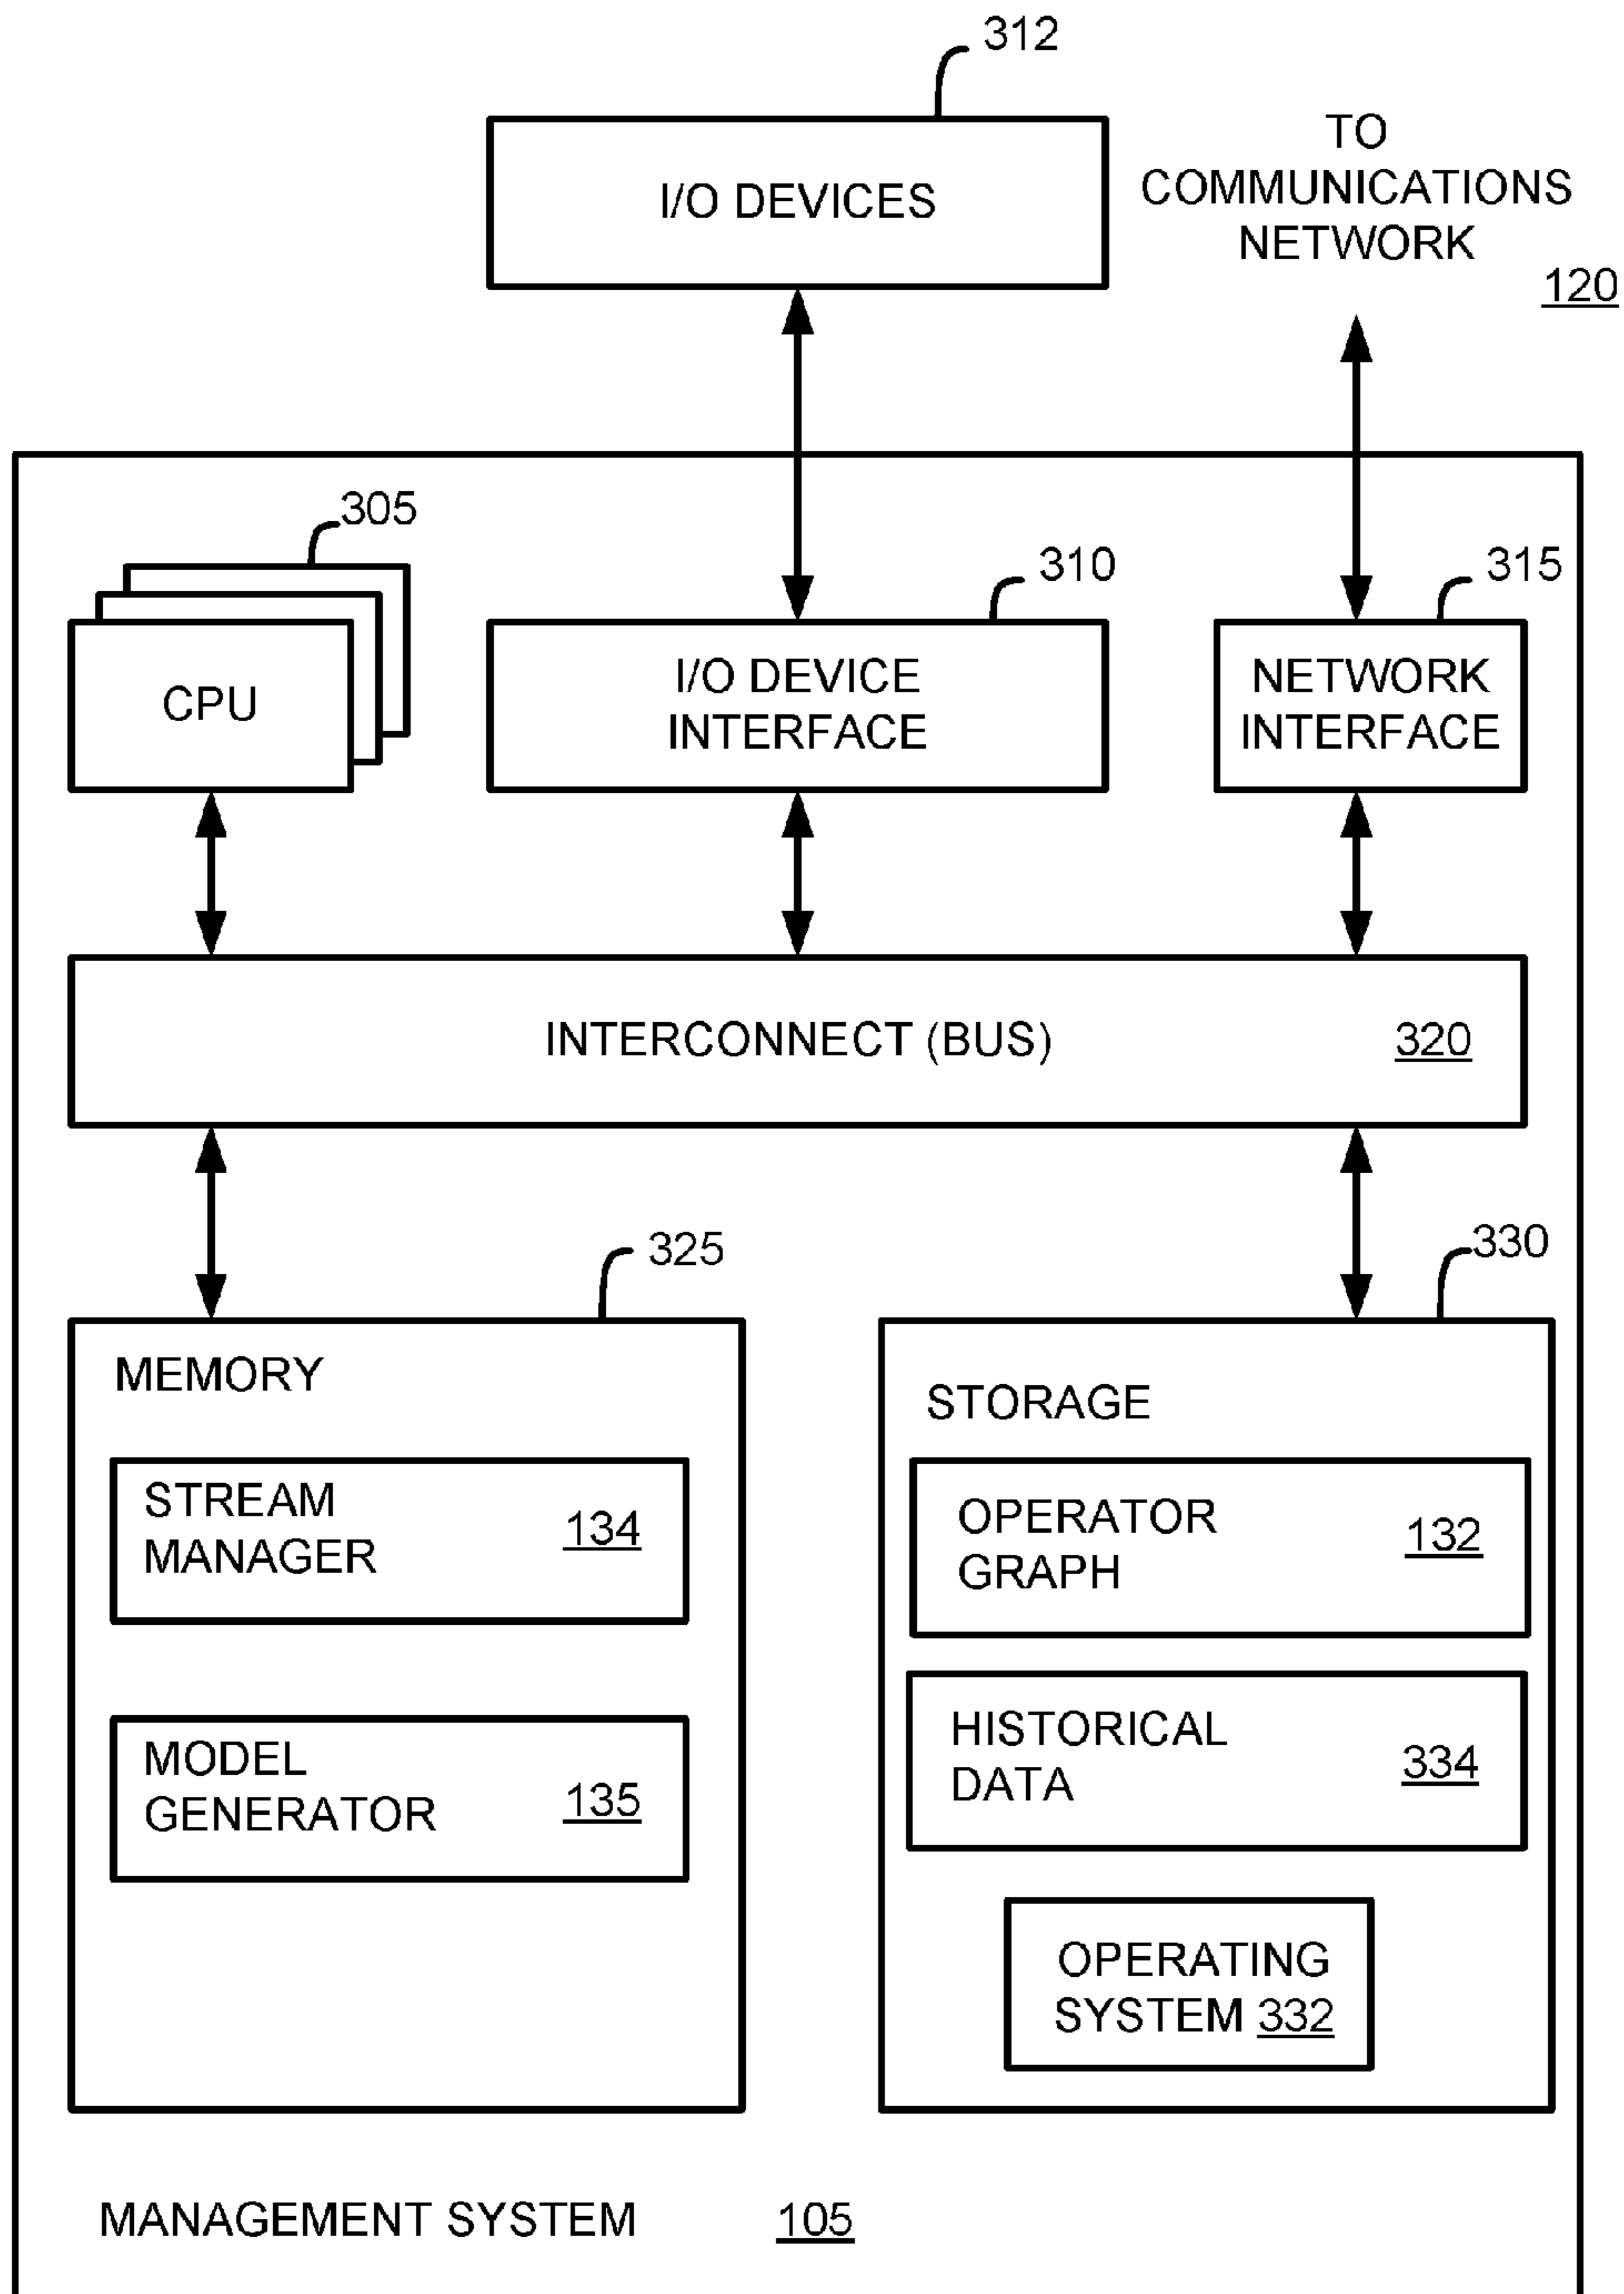 312
I/O DEVICES
TO
COMMUNICATIONS
NETWORK
120
305
CPU
310
I/O DEVICE
INTERFACE
315
NETWORK
INTERFACE
INTERCONNECT (BUS)
320
325
MEMORY
STREAM
MANAGER
134
MODEL
GENERATOR
135
330
STORAGE
OPERATOR
GRAPH
132
HISTORICAL
DATA
334
OPERATING
SYSTEM 332
MANAGEMENT SYSTEM
105